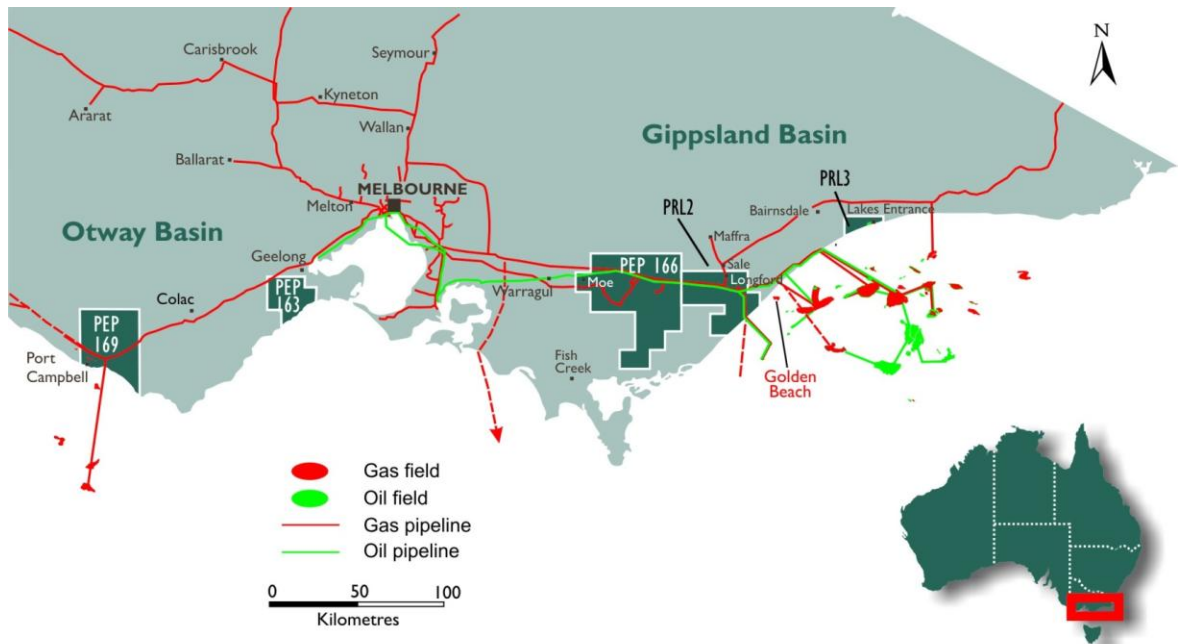 N
Carisbrook
Seymour
Kyneton
Ararat
Wallan
Gippsland Basin
Ballarat
PRL3
MELBOURNE
Melton
PRL2
Bairnsdale
Lakes Entrance
Otway Basin
Maffra
Geelong
Sale
PEP 166
Longford
PEP
163
Moe
Warragul
Colac
PEP
169
Port
Campbell
Fish
Creek
Golden
Beach
Gas field
Oil field
Gas pipeline
Oil pipeline
0 50 100
Kilometres